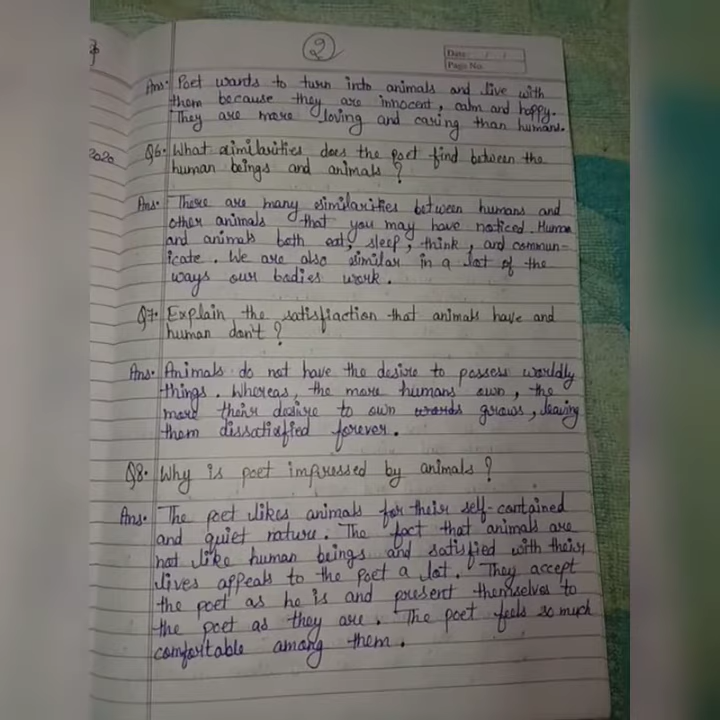 2
Date: / /
Page No.
2020
Ans: Poet wants to turn into animals and live with
them because they are innocent, calm and happy.
They are more loving and caring than humans.
Q6. What similarities does the poet find between the
human beings and animals?
Ans. There are many similarities between humans and
other animals that you may have noticed. Human
and animals both eat, sleep, think, and commun-
icate. We are also similar in a lot of the
ways our bodies work.
Q7. Explain the satisfiaction that animals have and
human don't?
Ans. Animals do not have the desire to possess worldly
things. Whereas, the more humans own, the
more their desire to own grows, leaving
them dissatisfied forever.
Q8. Why is poet impressed by animals?
Ans. The poet likes animals for their self-contained
and quiet nature. The fact that animals are
not like human beings and satisfied with their
lives appeals to the poet a lot. They accept
the poet as he is and present themselves to
the poet as they are. The poet feels so much
comfortable among them.